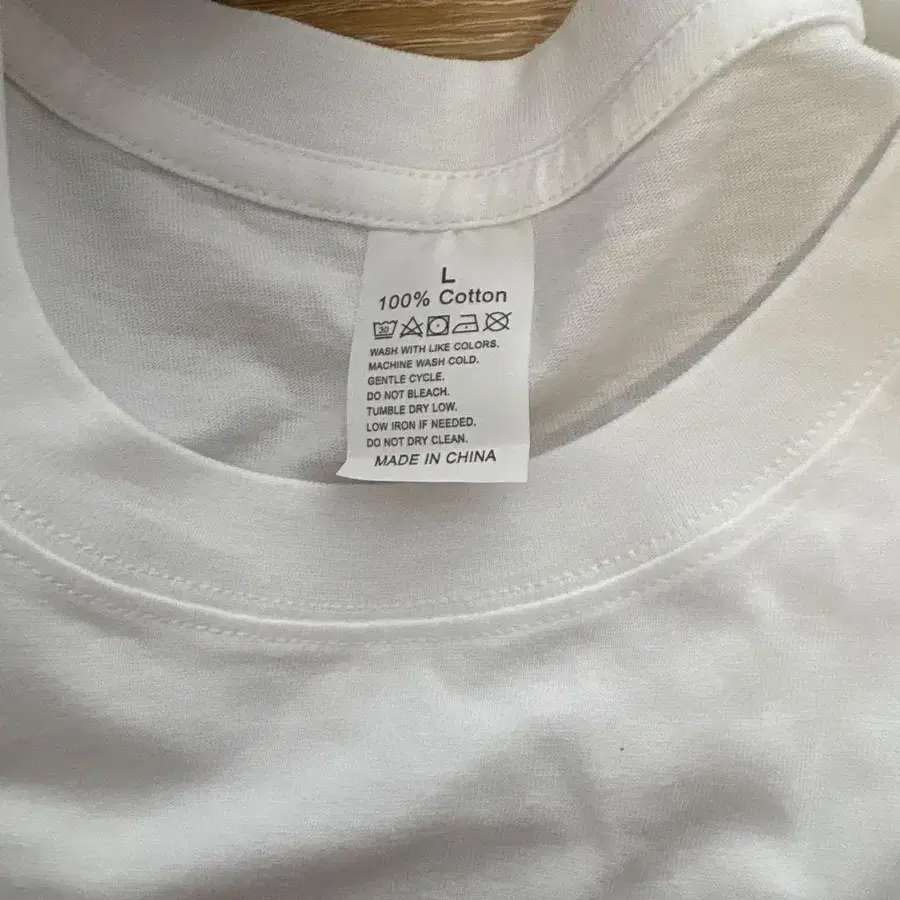 L
100% Cotton
30
WASH WITH LIKE COLORS.
MACHINE WASH COLD.
GENTLE CYCLE.
DO NOT BLEACH.
TUMBLE DRY LOW.
LOW IRON IF NEEDED.
DO NOT DRY CLEAN.
MADE IN CHINA